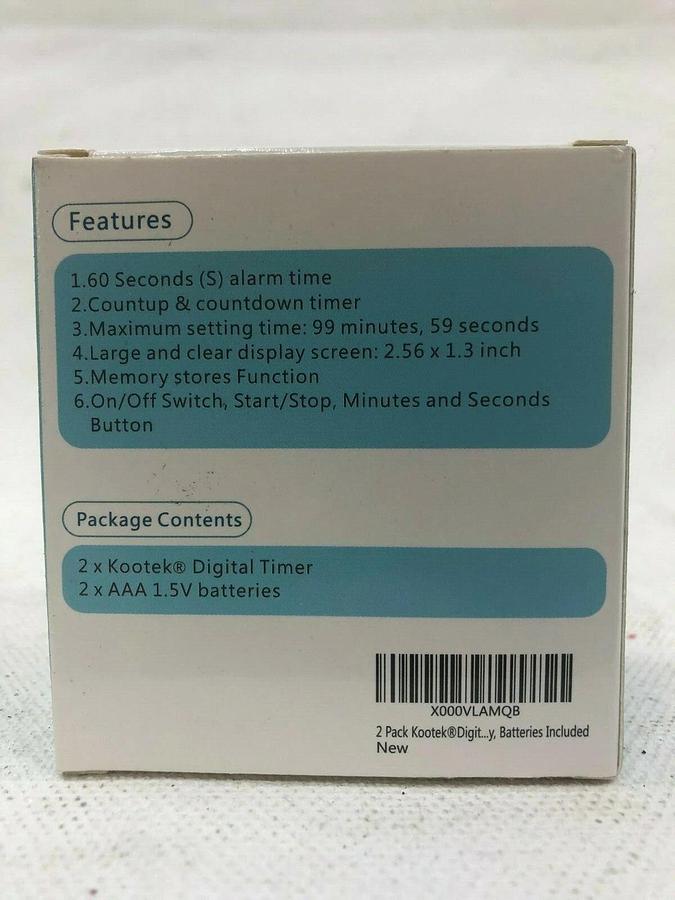 Features
1.60 Seconds (S) alarm time
2.Countup & countdown timer
3.Maximum setting time: 99 minutes, 59 seconds
4.Large and clear display screen: 2.56 x 1.3 inch
5.Memory stores Function
6.On/Off Switch, Start/Stop, Minutes and Seconds
Button
Package Contents
2 x Kootek® Digital Timer
2 x AAA 1.5V batteries
X000VLAMQB
2 Pack Kootek®Digit...y, Batteries Included
New